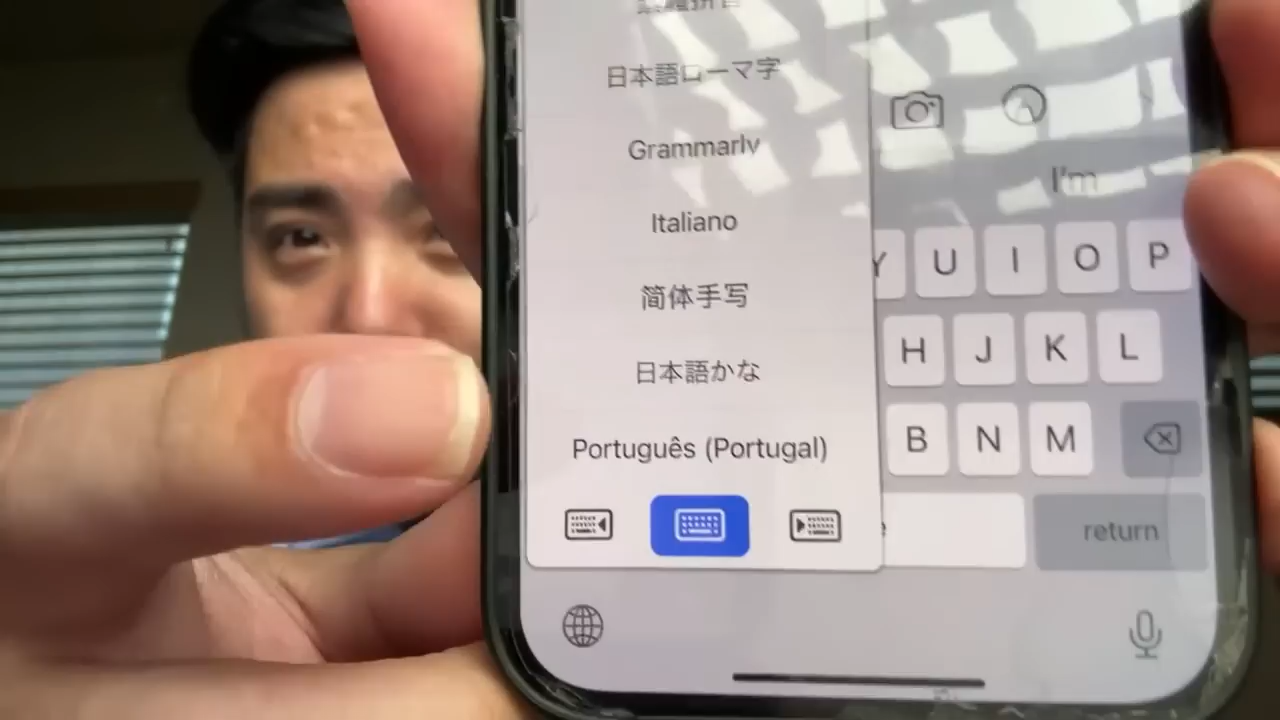 日本語ローマ字
Grammarly
I'm
Italiano
Y U I O P
简体手写
H J K L
日本語かな
Português (Portugal)
B N M
return